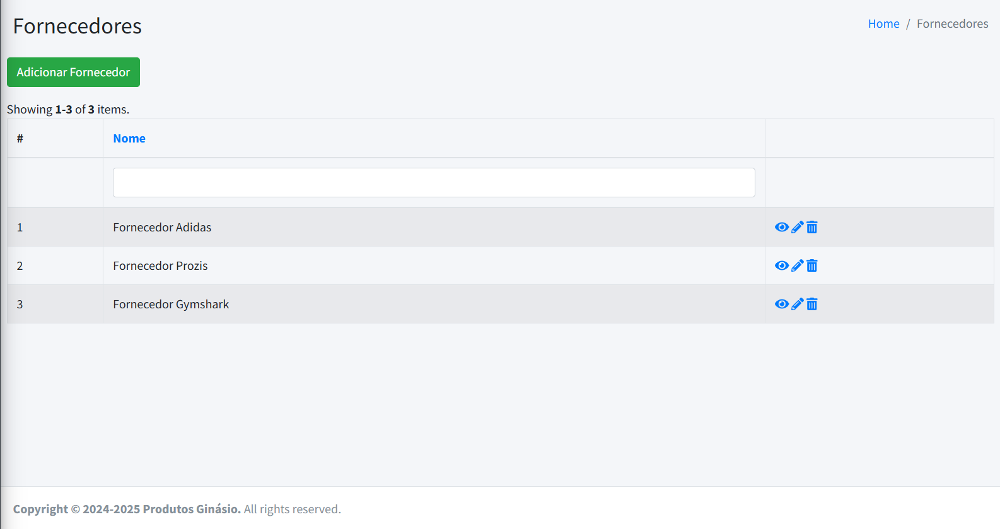 Fornecedores
Home / Fornecedores
Adicionar Fornecedor
Showing 1-3 of 3 items.
# Nome
1 Fornecedor Adidas
2 Fornecedor Prozis
3 Fornecedor Gymshark
Copyright © 2024-2025 Produtos Ginásio. All rights reserved.